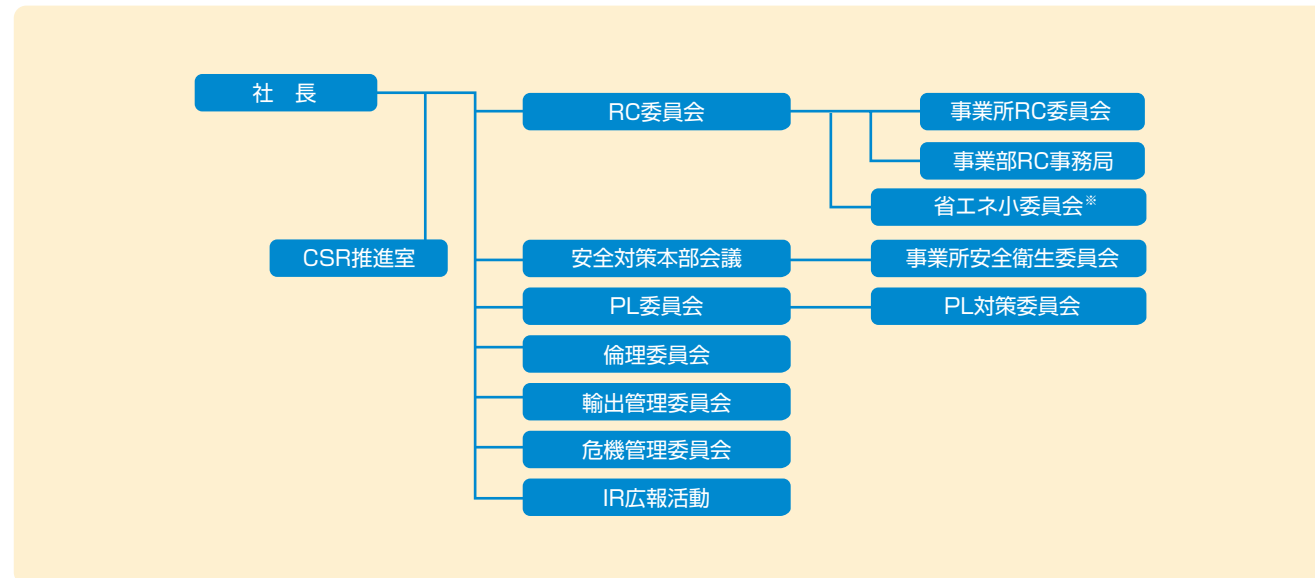 社 長
RC委員会
事業所RC委員会
事業部RC事務局
省エネ小委員会※
CSR推進室
安全対策本部会議
事業所安全衛生委員会
PL委員会
PL対策委員会
倫理委員会
輸出管理委員会
危機管理委員会
IR広報活動